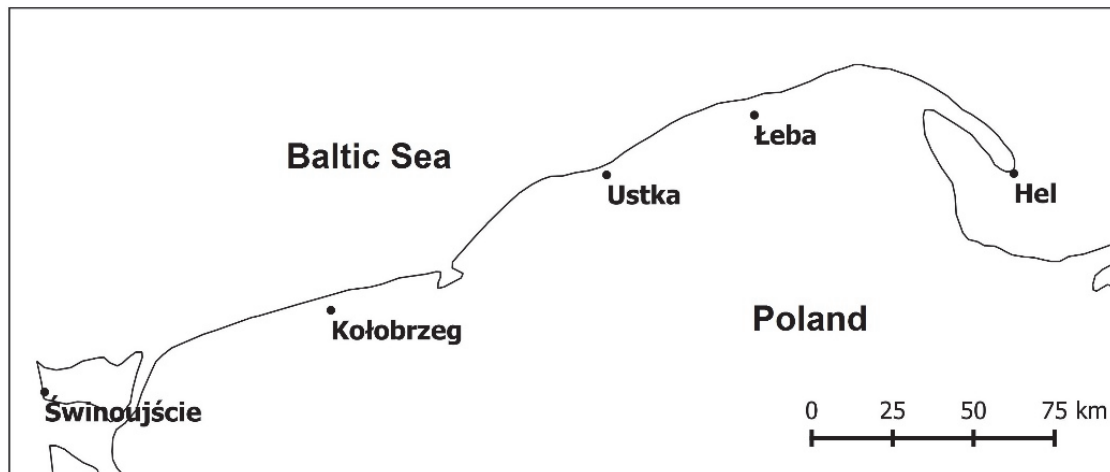 Baltic Sea
Łeba
Ustka
Hel
Poland
Kołobrzeg
Świnoujście
0 25 50 75 km